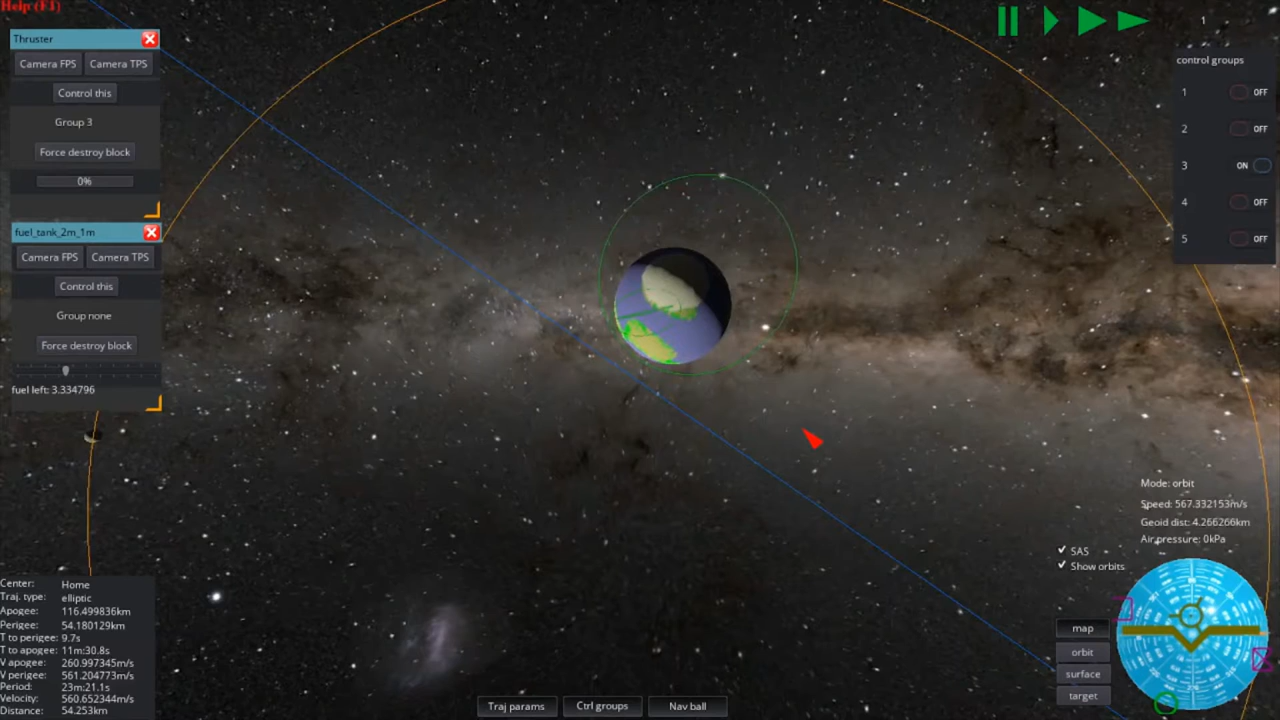 Help (F1)
Thruster
Camera FPS Camera TPS
Control this
Group 3
Force destroy block
0%
fuel_tank_2m_1m
Camera FPS Camera TPS
Control this
Group none
Force destroy block
fuel left: 3.334796
1
control groups
1 OFF
2 OFF
3 ON
4 OFF
5 OFF
Mode: orbit
Speed: 567.332153m/s
Geoid dist: 4.266266km
Air pressure: 0kPa
SAS
Show orbits
map
orbit
surface
target
Center: Home
Traj. type: elliptic
Apogee: 116.499836km
Perigee: 54.180129km
T to perigee: 9.7s
T to apogee: 11m:30.8s
V apogee: 260.997345m/s
V perigee: 561.204773m/s
Period: 23m:21.1s
Velocity: 560.652344m/s
Distance: 54.253km
Traj params Ctrl groups Nav ball